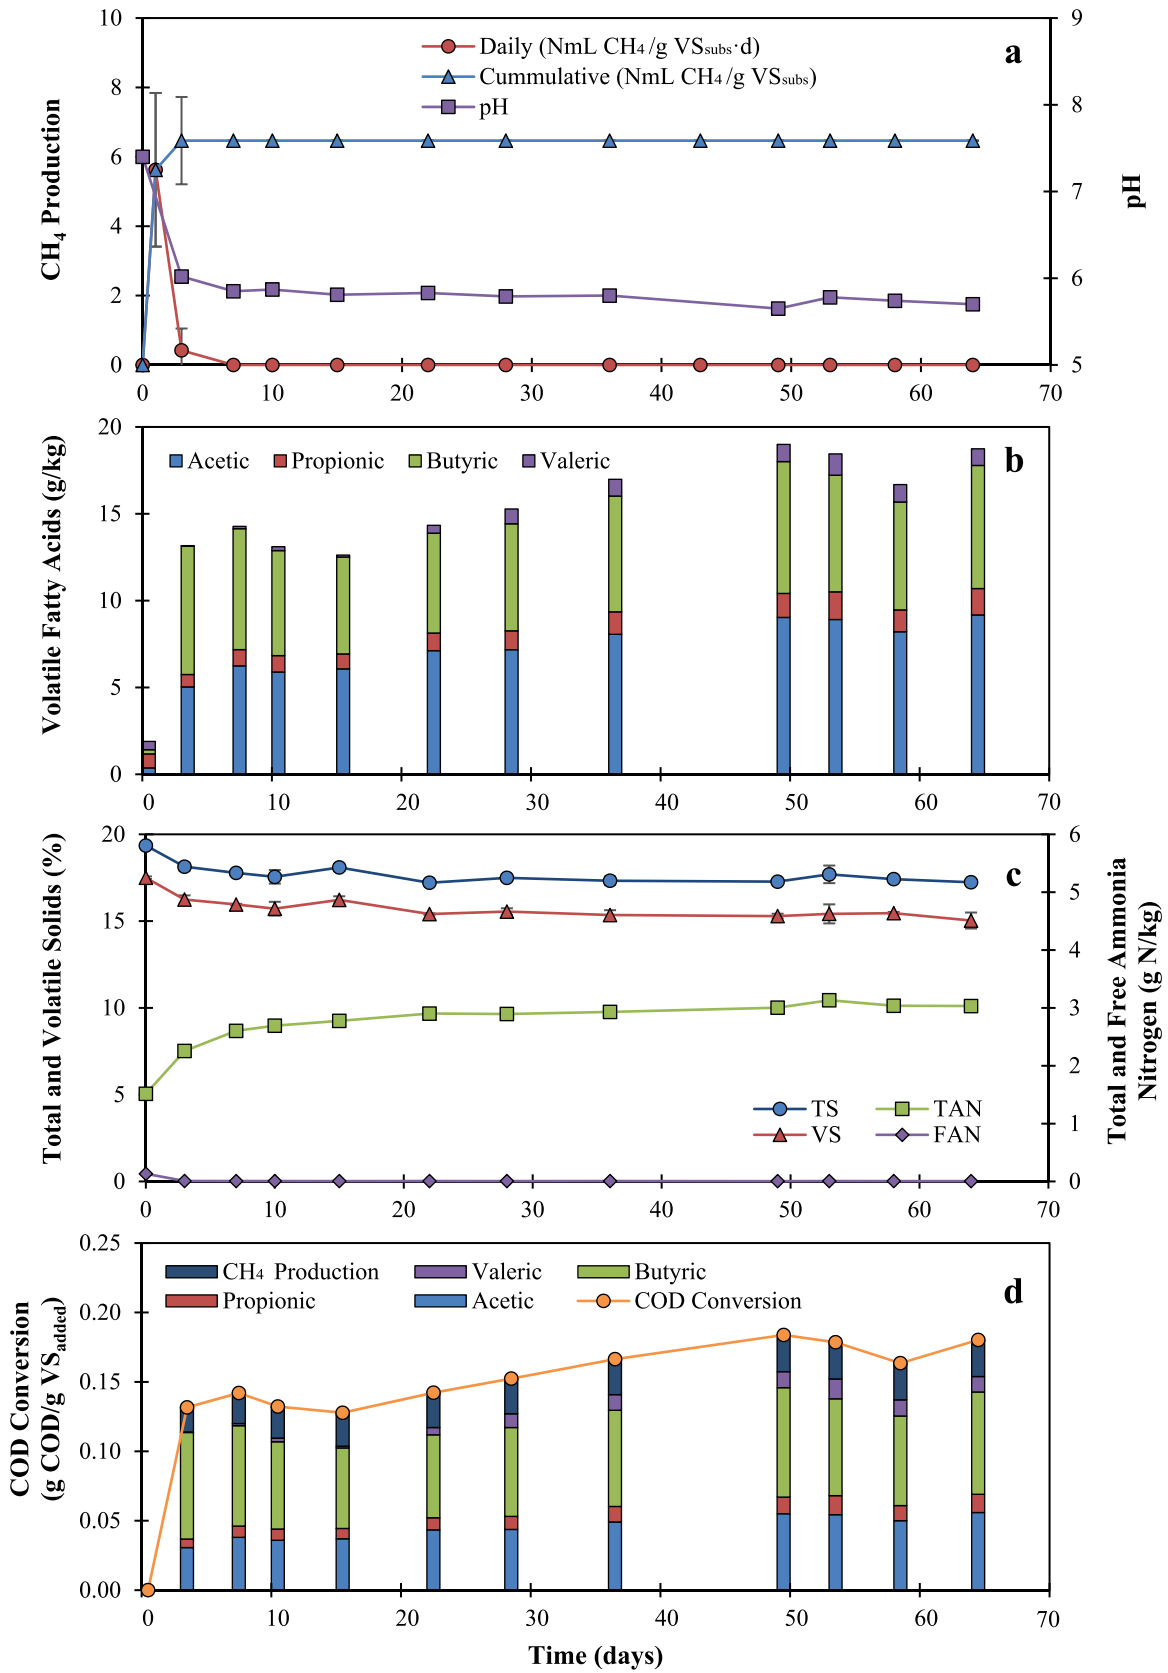 10
8
6
4
2
0
CH4 Production
Daily (NmL CH4 /g VSsubs·d)
Cummulative (NmL CH4 /g VSsubs)
pH
a
9
8
7
6
5
pH
0 10 20 30 40 50 60 70
20
15
10
5
0
Volatile Fatty Acids (g/kg)
Acetic Propionic Butyric Valeric
b
0 10 20 30 40 50 60 70
20
15
10
5
0
Total and Volatile Solids (%)
c
TS TAN
VS FAN
6
5
4
3
2
1
0
Total and Free Ammonia
Nitrogen (g N/kg)
0 10 20 30 40 50 60 70
0.25
0.20
0.15
0.10
0.05
0.00
COD Conversion
(g COD/g VSadded)
CH4 Production Valeric Butyric
Propionic Acetic COD Conversion
d
0 10 20 30 40 50 60 70
Time (days)